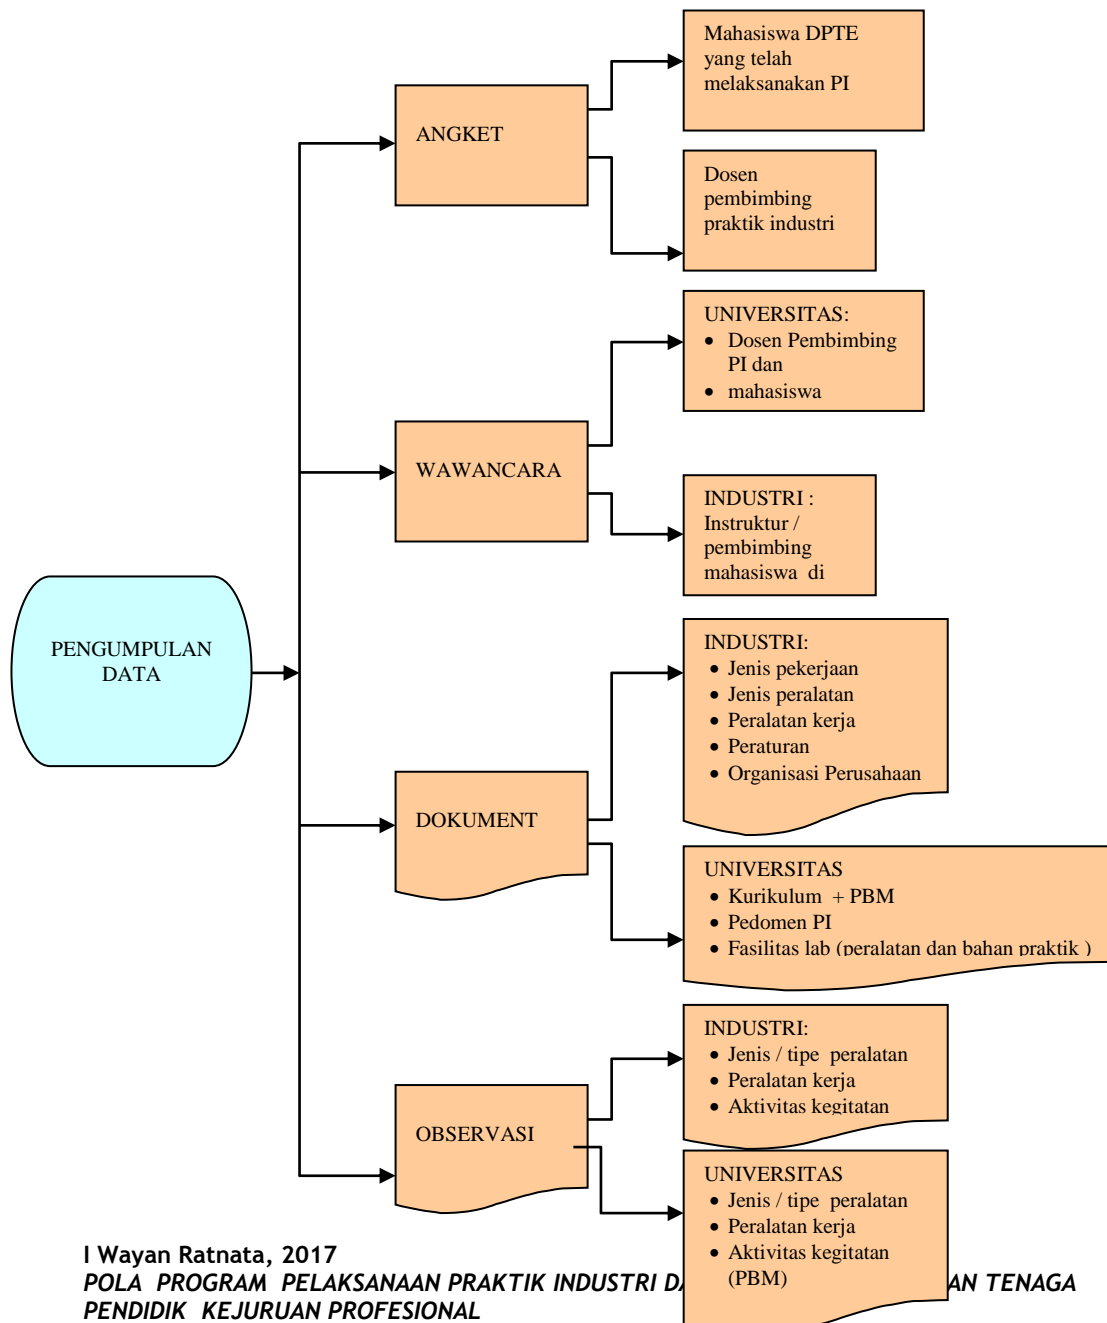 Mahasiswa DPTE
yang telah
melaksanakan PI
ANGKET
Dosen
pembimbing
praktik industri
UNIVERSITAS:
• Dosen Pembimbing
PI dan
• mahasiswa
WAWANCARA
INDUSTRI :
Instruktur /
pembimbing
mahasiswa di
PENGUMPULAN
DATA
INDUSTRI:
• Jenis pekerjaan
• Jenis peralatan
• Peralatan kerja
• Peraturan
• Organisasi Perusahaan
DOKUMENT
UNIVERSITAS
• Kurikulum + PBM
• Pedomen PI
• Fasilitas lab (peralatan dan bahan praktik )
INDUSTRI:
• Jenis / tipe peralatan
• Peralatan kerja
• Aktivitas kegitatan
OBSERVASI
UNIVERSITAS
• Jenis / tipe peralatan
• Peralatan kerja
• Aktivitas kegitatan
(PBM)
I Wayan Ratnata, 2017
POLA PROGRAM PELAKSANAAN PRAKTIK INDUSTRI TENAGA
PENDIDIK KEJURUAN PROFESIONAL